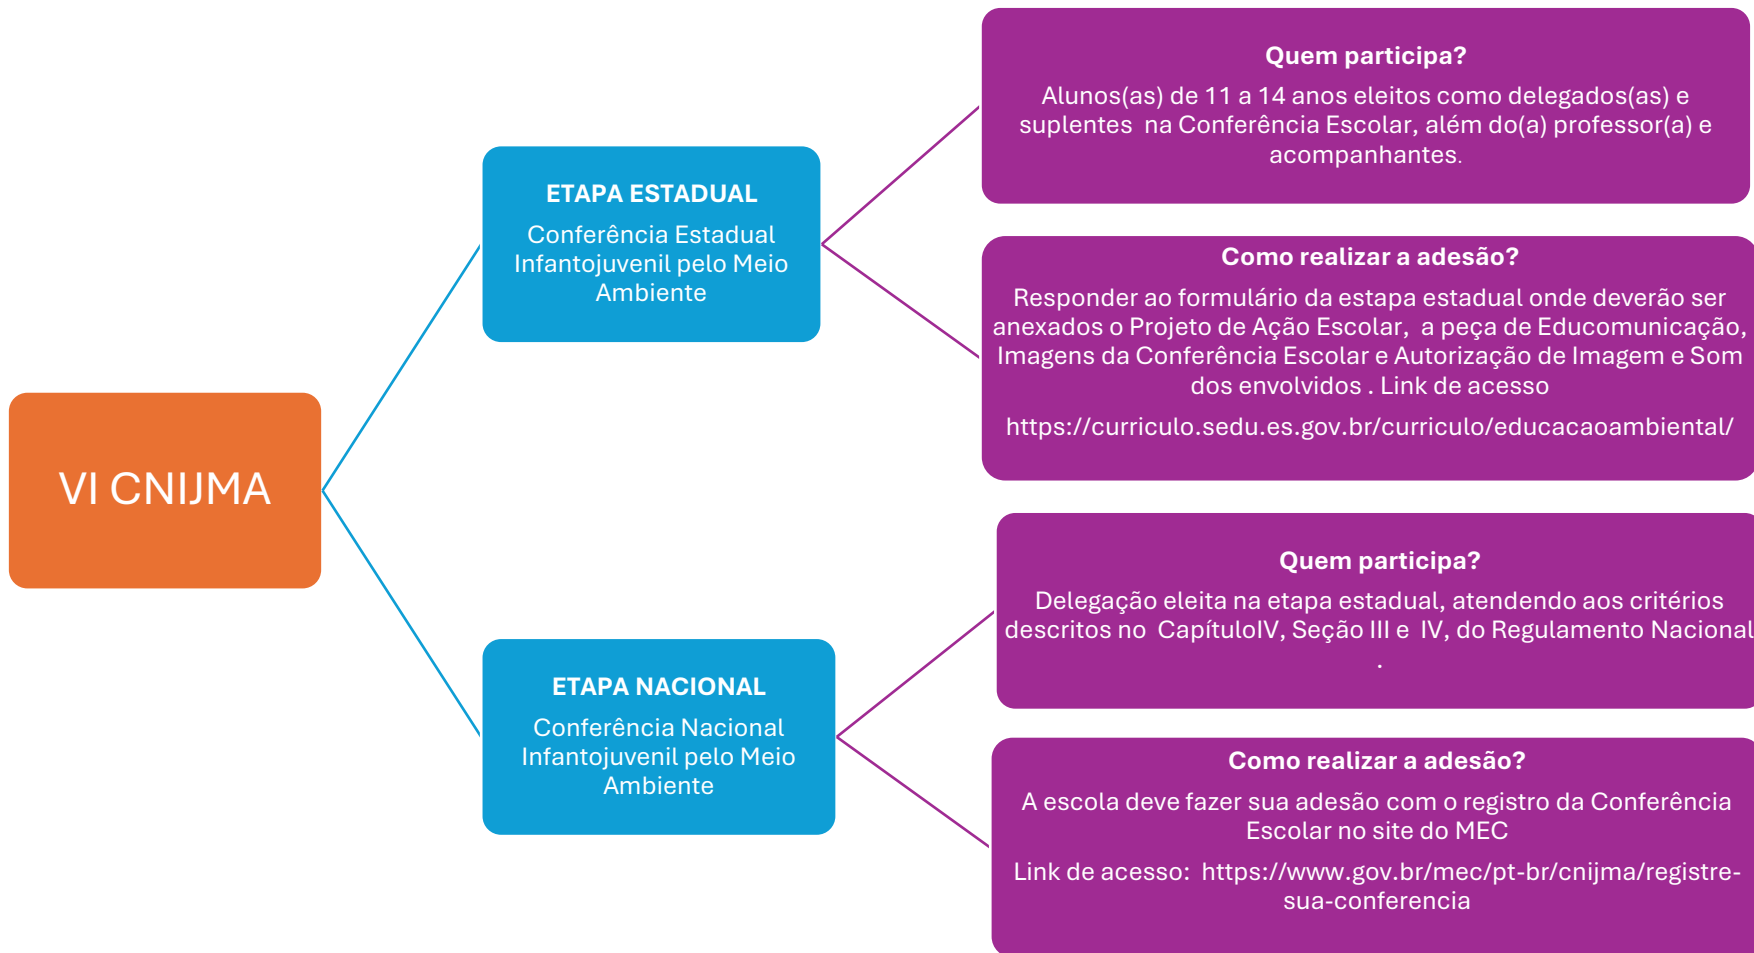 VI CNIJMA
ETAPA ESTADUAL
Conferência Estadual
Infantojuvenil pelo Meio
Ambiente
Quem participa?
Alunos(as) de 11 a 14 anos eleitos como delegados(as) e
suplentes na Conferência Escolar, além do(a) professor(a) e
acompanhantes.
Como realizar a adesão?
Responder ao formulário da estapa estadual onde deverão ser
anexados o Projeto de Ação Escolar, a peça de Educomunicação,
Imagens da Conferência Escolar e Autorização de Imagem e Som
dos envolvidos . Link de acesso
https://curriculo.sedu.es.gov.br/curriculo/educacaoambiental/
ETAPA NACIONAL
Conferência Nacional
Infantojuvenil pelo Meio
Ambiente
Quem participa?
Delegação eleita na etapa estadual, atendendo aos critérios
descritos no CapítuloIV, Seção III e IV, do Regulamento Nacional
.
Como realizar a adesão?
A escola deve fazer sua adesão com o registro da Conferência
Escolar no site do MEC
Link de acesso: https://www.gov.br/mec/pt-br/cnijma/registre-
sua-conferencia